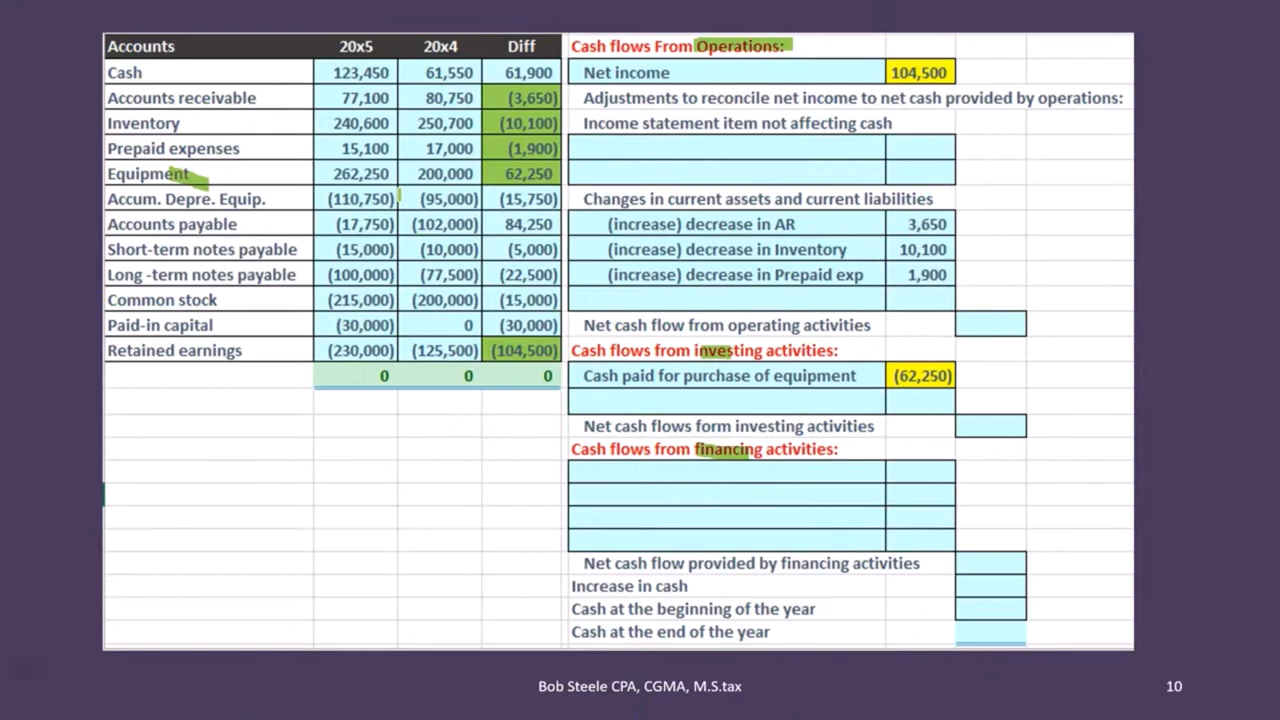 Accounts 20x5 20x4 Diff
Cash 123,450 61,550 61,900
Accounts receivable 77,100 80,750 (3,650)
Inventory 240,600 250,700 (10,100)
Prepaid expenses 15,100 17,000 (1,900)
Equipment 262,250 200,000 62,250
Accum. Depre. Equip. (110,750) (95,000) (15,750)
Accounts payable (17,750) (102,000) 84,250
Short-term notes payable (15,000) (10,000) (5,000)
Long -term notes payable (100,000) (77,500) (22,500)
Common stock (215,000) (200,000) (15,000)
Paid-in capital (30,000) 0 (30,000)
Retained earnings (230,000) (125,500) (104,500)
0 0 0
Cash flows From Operations:
Net income 104,500
Adjustments to reconcile net income to net cash provided by operations:
Income statement item not affecting cash
Changes in current assets and current liabilities
(increase) decrease in AR 3,650
(increase) decrease in Inventory 10,100
(increase) decrease in Prepaid exp 1,900
Net cash flow from operating activities
Cash flows from investing activities:
Cash paid for purchase of equipment (62,250)
Net cash flows form investing activities
Cash flows from financing activities:
Net cash flow provided by financing activities
Increase in cash
Cash at the beginning of the year
Cash at the end of the year
Bob Steele CPA, CGMA, M.S.tax
10